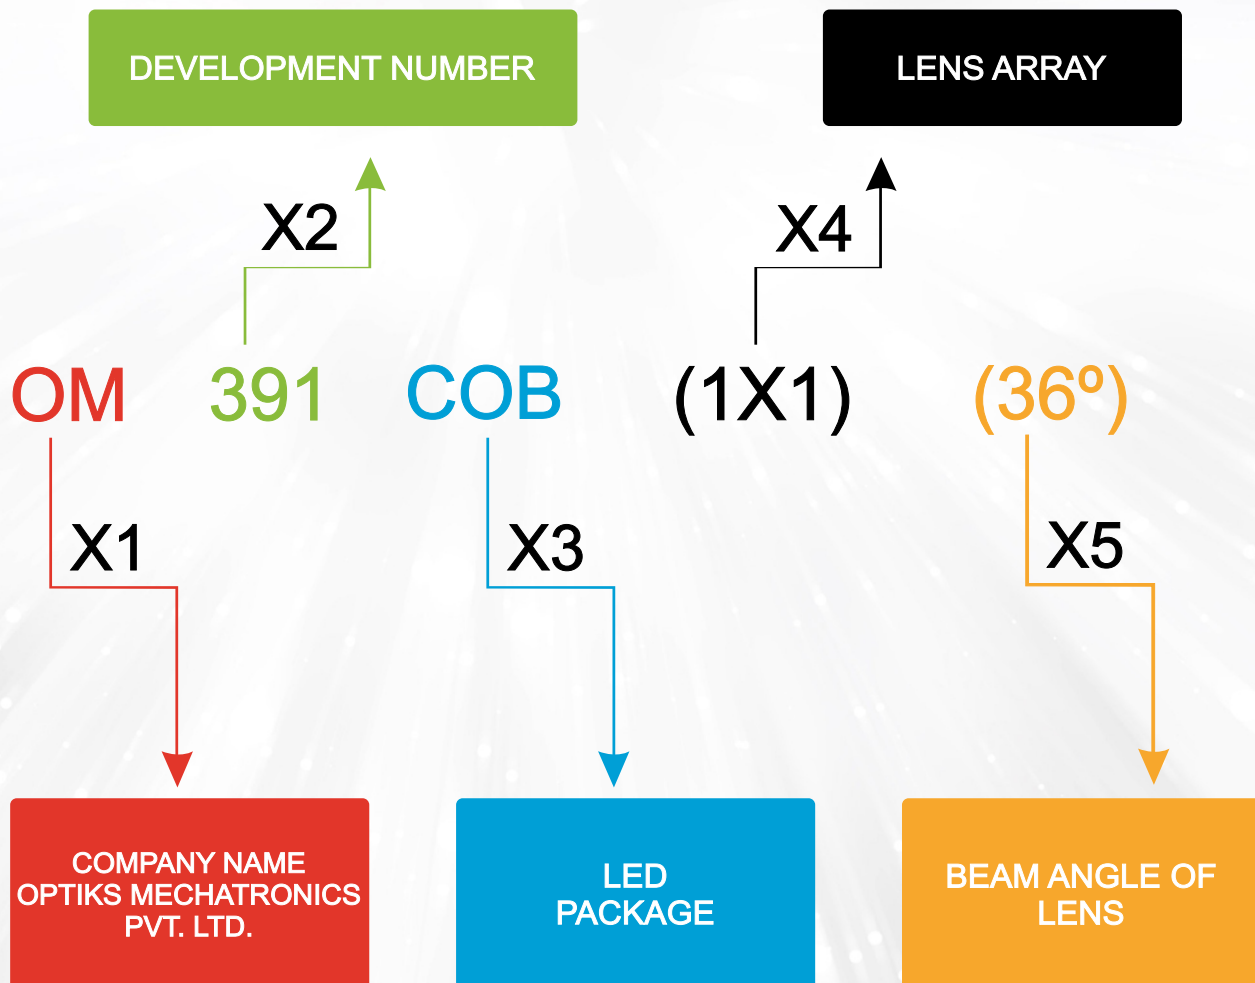 DEVELOPMENT NUMBER
LENS ARRAY
X2
X4
OM 391 COB (1X1) (36º)
X1
X3
X5
COMPANY NAME
OPTIKS MECHATRONICS
PVT. LTD.
LED
PACKAGE
BEAM ANGLE OF
LENS